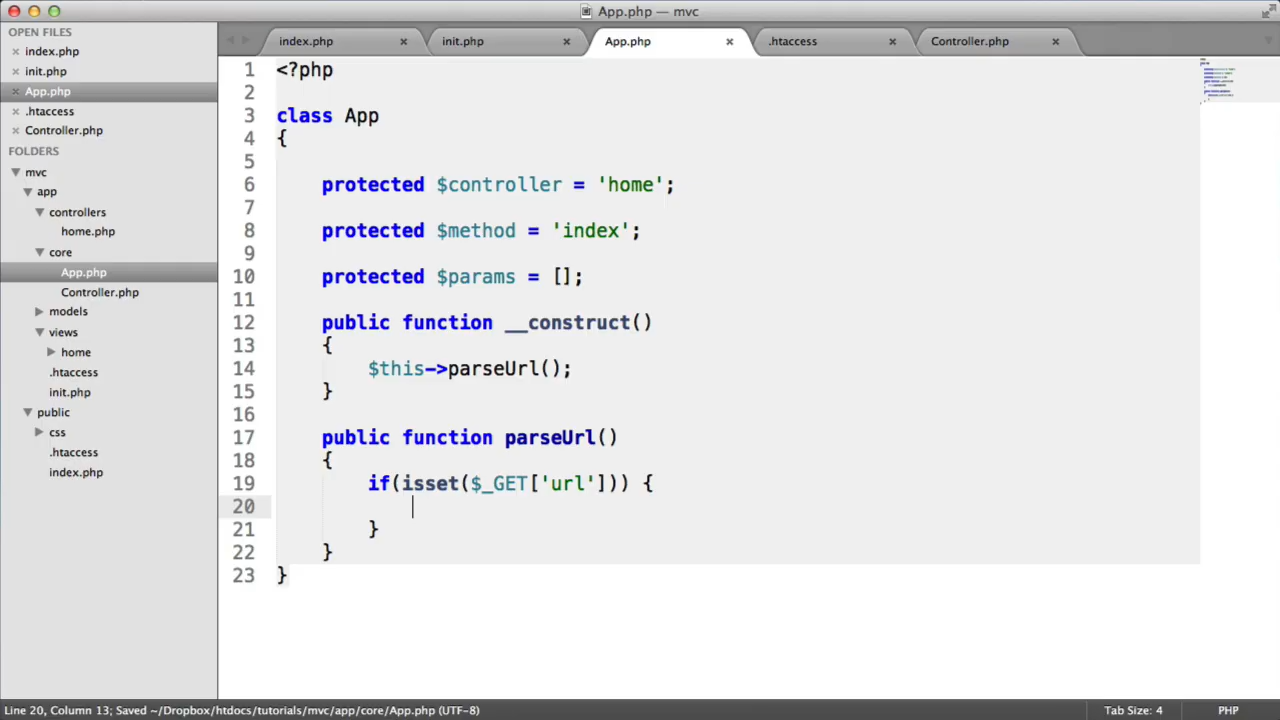 App.php — mvc
OPEN FILES
index.php
init.php
App.php
.htaccess
Controller.php
FOLDERS
mvc
app
controllers
home.php
core
App.php
Controller.php
models
views
home
.htaccess
init.php
public
css
.htaccess
index.php
index.php init.php App.php .htaccess Controller.php
1 <?php
2
3 class App
4 {
5
6 protected $controller = 'home';
7
8 protected $method = 'index';
9
10 protected $params = [];
11
12 public function __construct()
13 {
14 $this->parseUrl();
15 }
16
17 public function parseUrl()
18 {
19 if(isset($_GET['url'])) {
20
21 }
22 }
23 }
Line 20, Column 13; Saved ~/Dropbox/htdocs/tutorials/mvc/app/core/App.php (UTF-8) Tab Size: 4 PHP